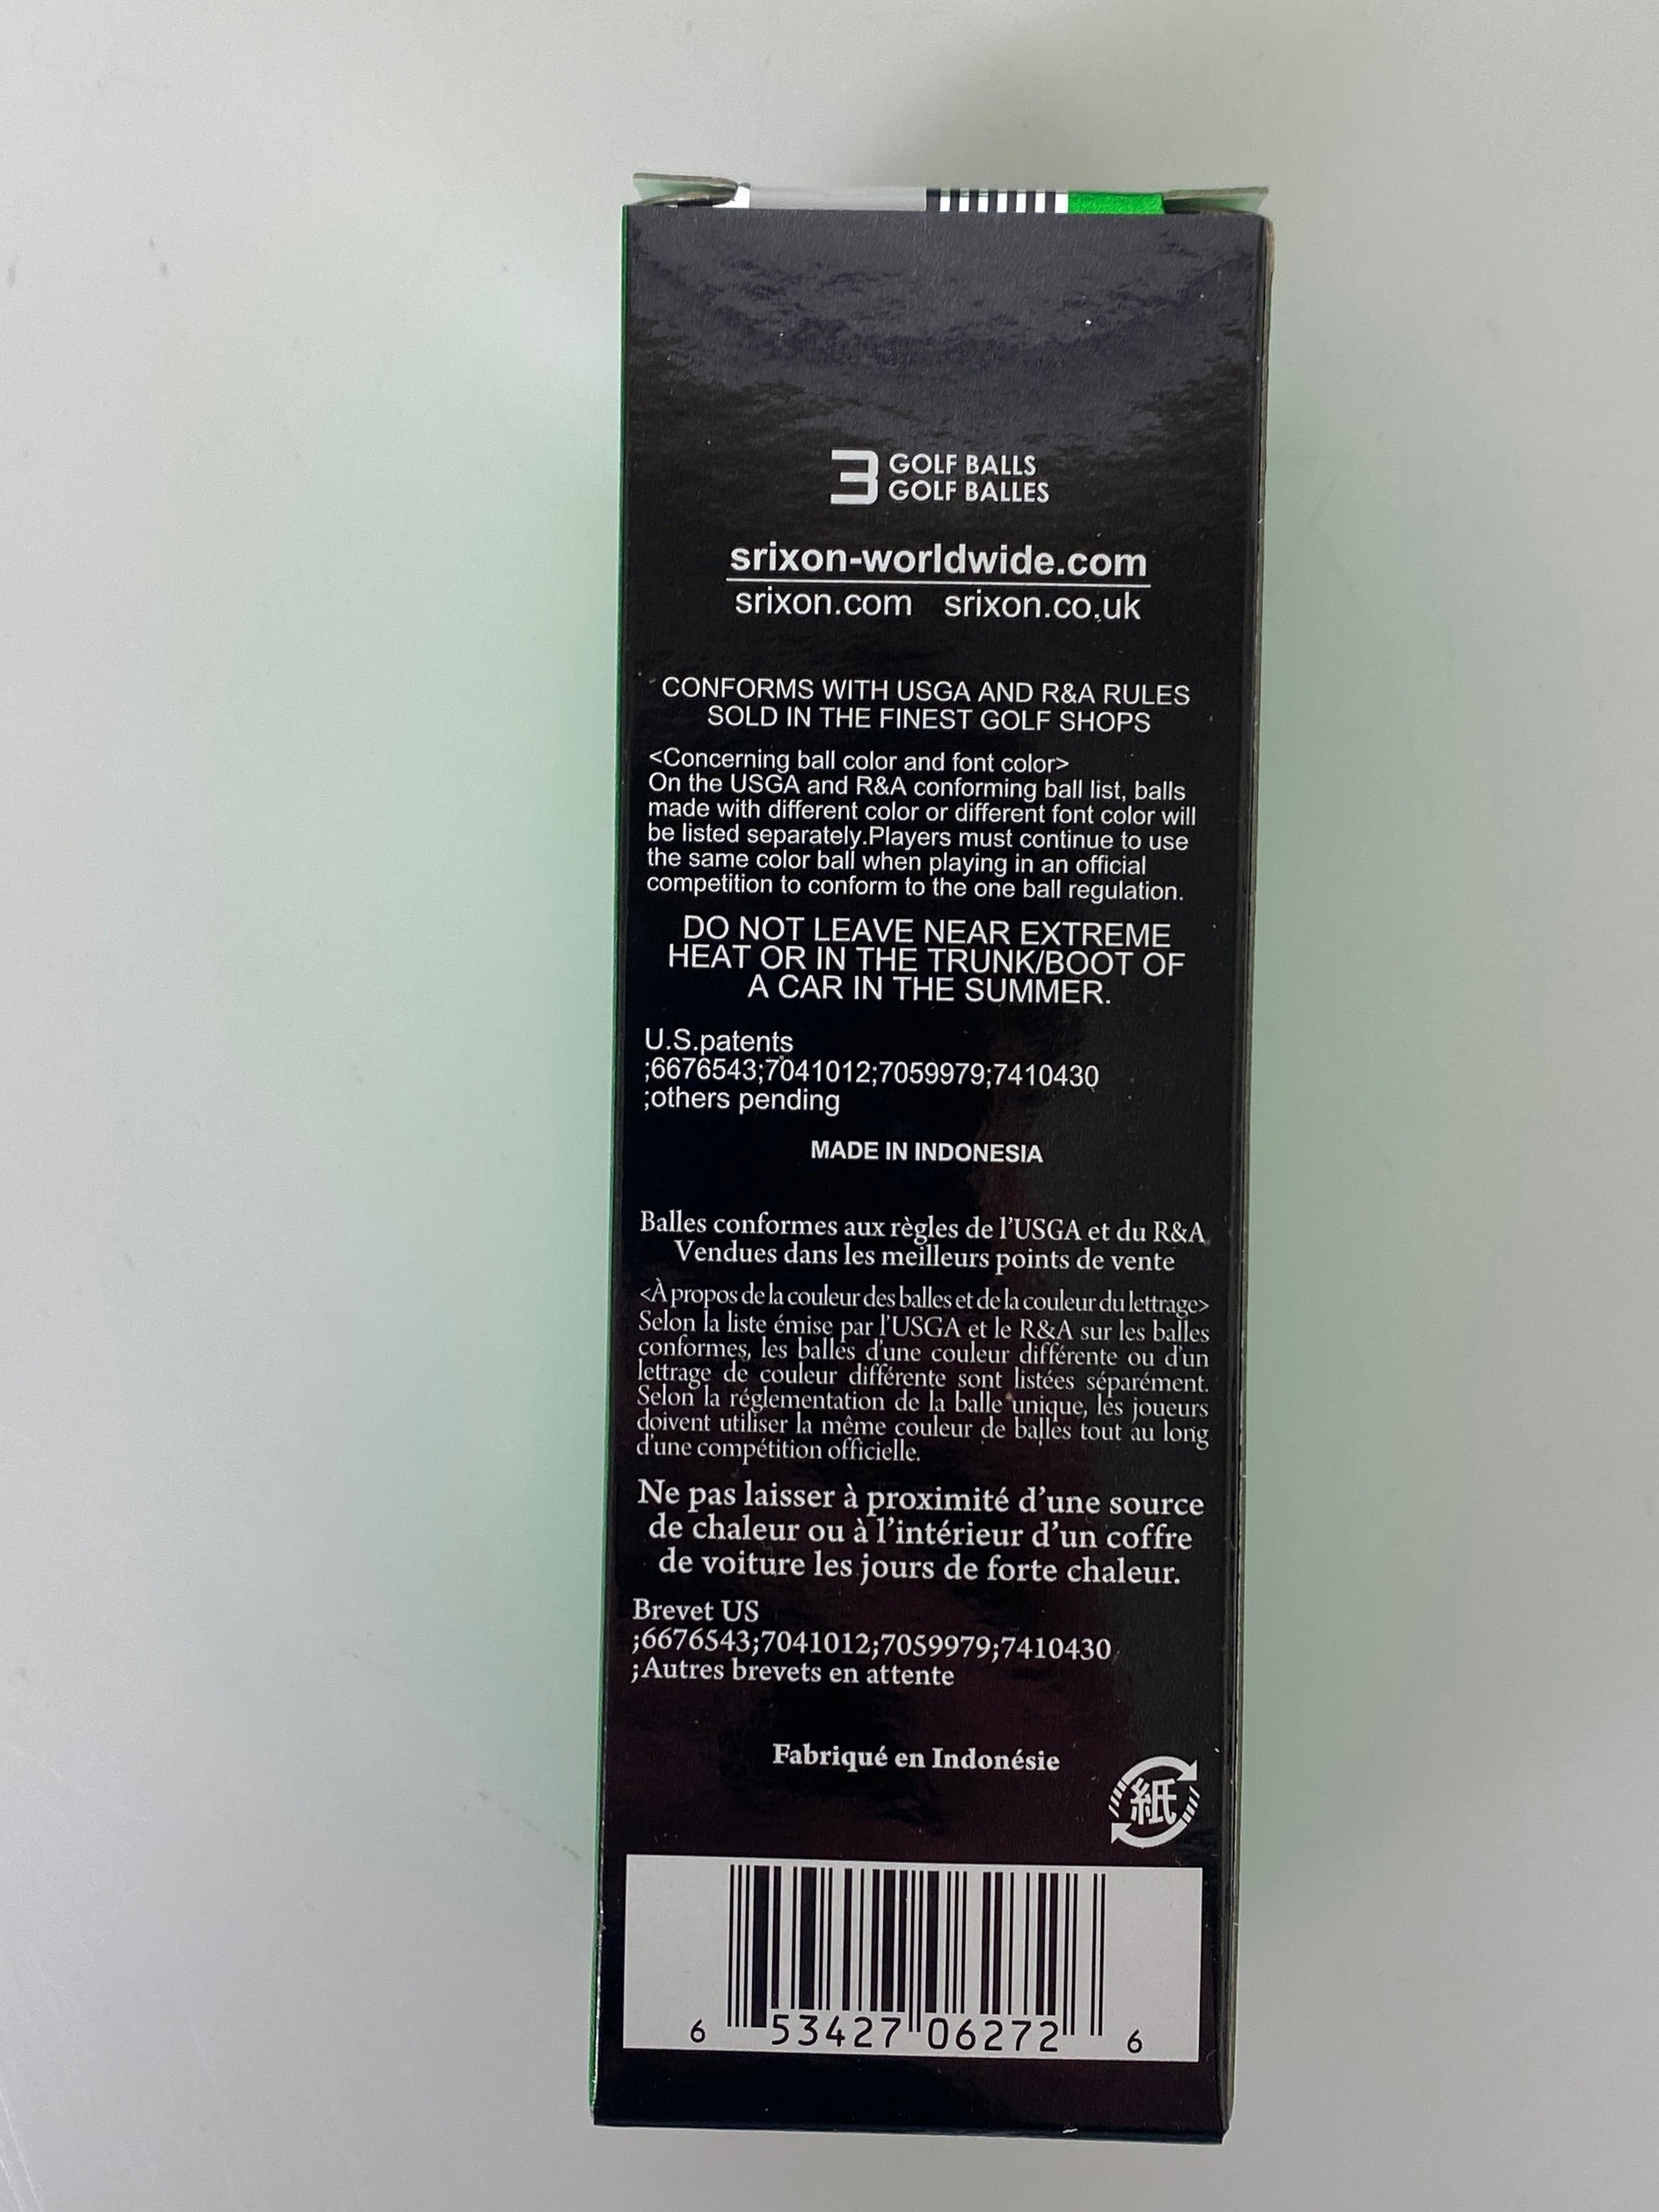 3 GOLF BALLS
GOLF BALLES
srixon-worldwide.com
srixon.com srixon.co.uk
CONFORMS WITH USGA AND R&A RULES
SOLD IN THE FINEST GOLF SHOPS
<Concerning ball color and font color>
On the USGA and R&A conforming ball list, balls
made with different color or different font color will
be listed separately.Players must continue to use
the same color ball when playing in an official
competition to conform to the one ball regulation.
DO NOT LEAVE NEAR EXTREME
HEAT OR IN THE TRUNK/BOOT OF
A CAR IN THE SUMMER.
U.S.patents
;6676543;7041012;7059979;7410430
;others pending
MADE IN INDONESIA
Balles conformes aux règles de l'USGA et du R&A
Vendues dans les meilleurs points de vente
<À propos de la couleur des balles et de la couleur du lettrage>
Selon la liste émise par l'USGA et le R&A sur les balles
conformes, les balles d'une couleur différente ou d'un
lettrage de couleur différente sont listées séparément.
Selon la réglementation de la balle unique, les joueurs
doivent utiliser la même couleur de balles tout au long
d'une compétition officielle.
Ne pas laisser à proximité d'une source
de chaleur ou à l'intérieur d'un coffre
de voiture les jours de forte chaleur.
Brevet US
;6676543;7041012;7059979;7410430
;Autres brevets en attente
Fabriqué en Indonésie
紙
6 53427 06272 6